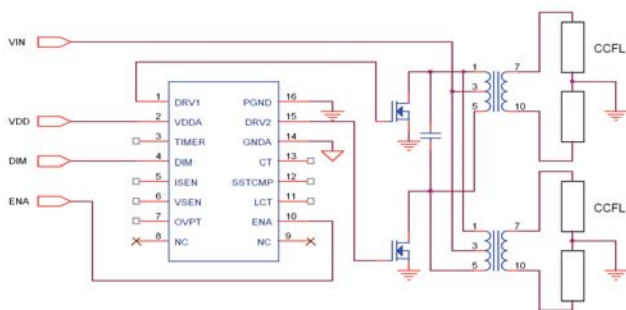 VIN
VDD
DIM
ENA
1 DRV1 PGND 16
2 VDDA DRV2 15
3 TIMER GNDA 14
4 DIM CT 13
5 ISEN SSTCMP 12
6 VSEN LCT 11
7 OVPT ENA 10
8 NC NC 9
1 7
3
5 10
CCFL
1 7
3
5 10
CCFL